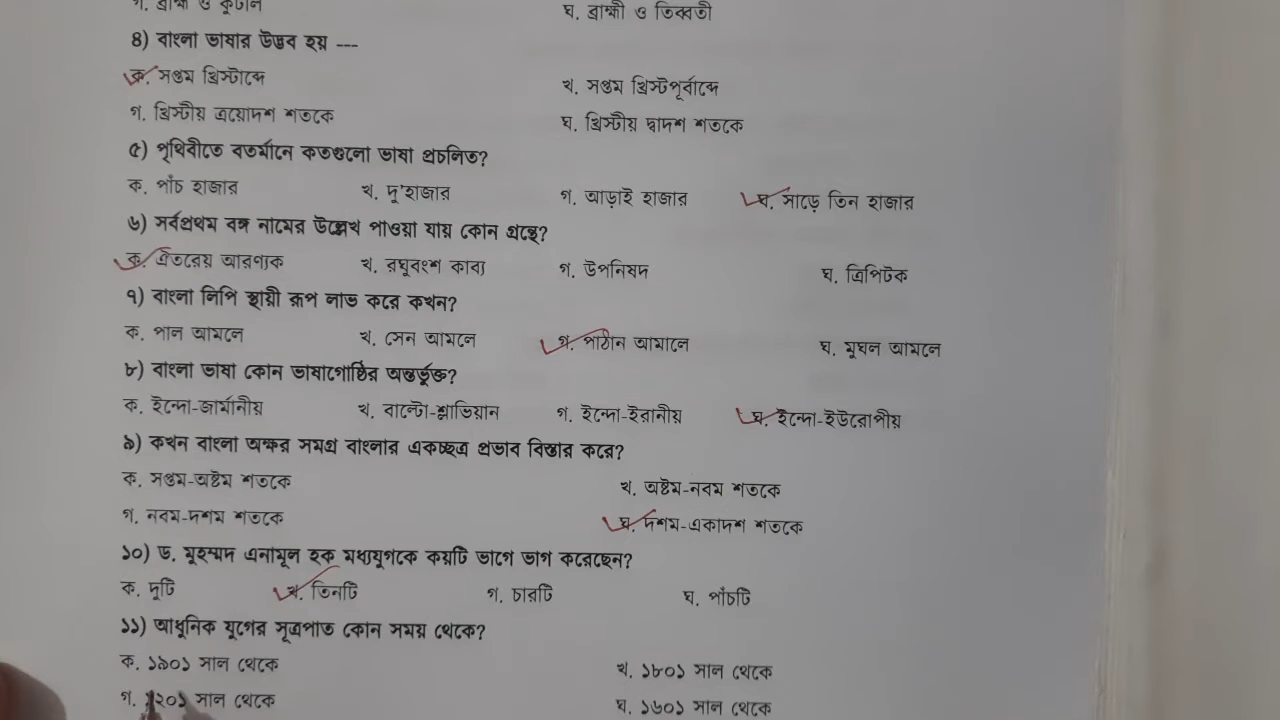 গ. ব্রাহ্মী ও কুটিল ঘ. ব্রাহ্মী ও তিব্বতী
৪) বাংলা ভাষার উদ্ভব হয় ---
ক. সপ্তম খ্রিস্টাব্দে খ. সপ্তম খ্রিস্টপূর্বাব্দে
গ. খ্রিস্টীয় ত্রয়োদশ শতকে ঘ. খ্রিস্টীয় দ্বাদশ শতকে
৫) পৃথিবীতে বতর্মানে কতগুলো ভাষা প্রচলিত?
ক. পাঁচ হাজার খ. দু'হাজার গ. আড়াই হাজার ঘ. সাড়ে তিন হাজার
৬) সর্বপ্রথম বঙ্গ নামের উল্লেখ পাওয়া যায় কোন গ্রন্থে?
ক. ঐতরেয় আরণ্যক খ. রঘুবংশ কাব্য গ. উপনিষদ ঘ. ত্রিপিটক
৭) বাংলা লিপি স্থায়ী রূপ লাভ করে কখন?
ক. পাল আমলে খ. সেন আমলে গ. পাঠান আমালে ঘ. মুঘল আমলে
৮) বাংলা ভাষা কোন ভাষাগোষ্ঠির অন্তর্ভুক্ত?
ক. ইন্দো-জার্মানীয় খ. বাল্টো-শ্লাভিয়ান গ. ইন্দো-ইরানীয় ঘ. ইন্দো-ইউরোপীয়
৯) কখন বাংলা অক্ষর সমগ্র বাংলার একচ্ছত্র প্রভাব বিস্তার করে?
ক. সপ্তম-অষ্টম শতকে খ. অষ্টম-নবম শতকে
গ. নবম-দশম শতকে ঘ. দশম-একাদশ শতকে
১০) ড. মুহম্মদ এনামূল হক মধ্যযুগকে কয়টি ভাগে ভাগ করেছেন?
ক. দুটি খ. তিনটি গ. চারটি ঘ. পাঁচটি
১১) আধুনিক যুগের সূত্রপাত কোন সময় থেকে?
ক. ১৯০১ সাল থেকে খ. ১৮০১ সাল থেকে
গ. ১২০১ সাল থেকে ঘ. ১৬০১ সাল থেকে